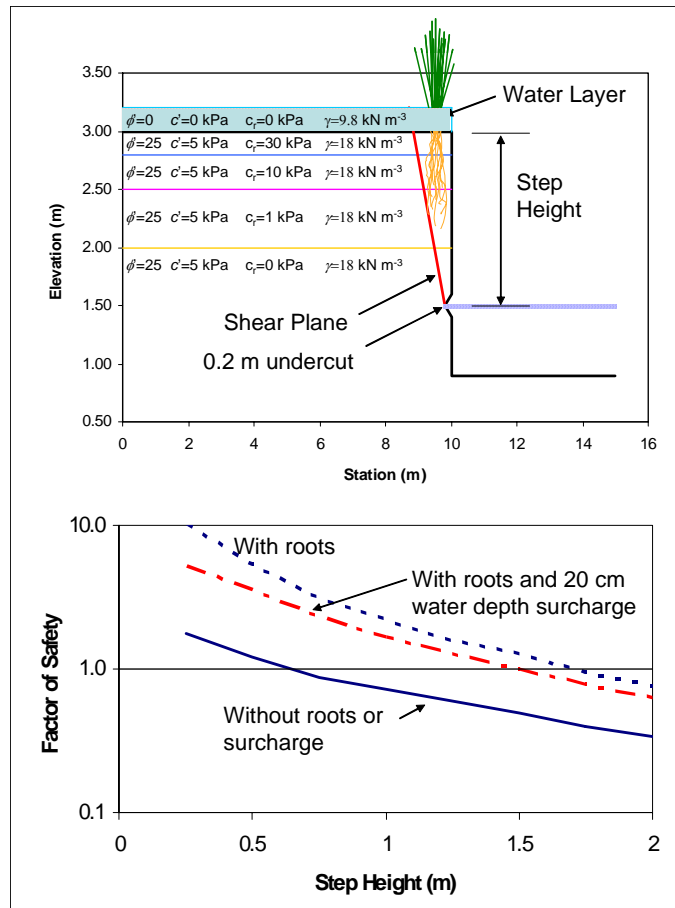 3.50
3.00
2.50
2.00
1.50
1.00
0.50
Elevation (m)
Water Layer
ϕ'=0 c'=0 kPa cr=0 kPa γ=9.8 kN m-3
ϕ'=25 c'=5 kPa cr=30 kPa γ=18 kN m-3
ϕ'=25 c'=5 kPa cr=10 kPa γ=18 kN m-3
ϕ'=25 c'=5 kPa cr=1 kPa γ=18 kN m-3
ϕ'=25 c'=5 kPa cr=0 kPa γ=18 kN m-3
Step
Height
Shear Plane
0.2 m undercut
0 2 4 6 8 10 12 14 16
Station (m)
10.0
1.0
0.1
Factor of Safety
With roots
With roots and 20 cm
water depth surcharge
Without roots or
surcharge
0 0.5 1 1.5 2
Step Height (m)